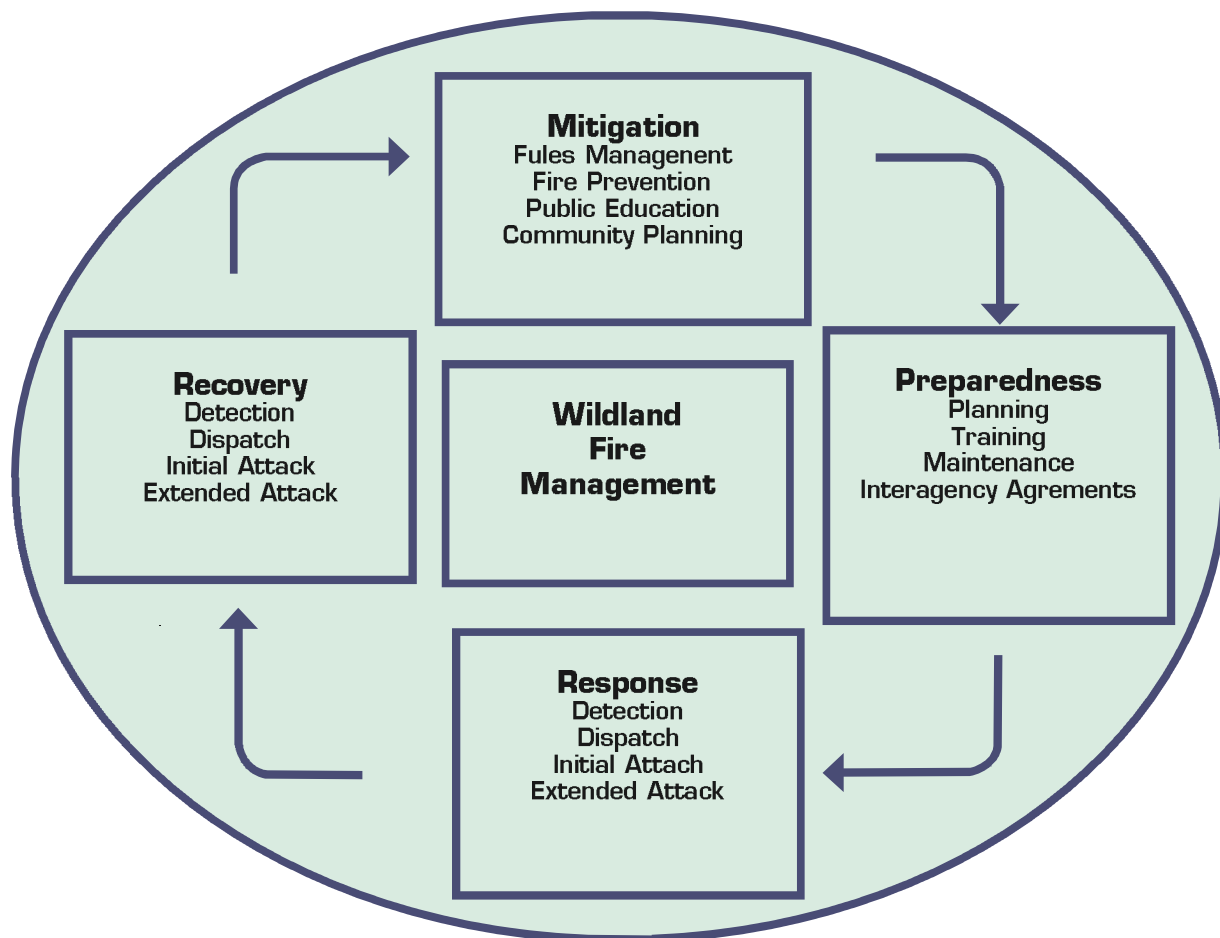 Mitigation
Fules Managenent
Fire Prevention
Public Education
Community Planning
Recovery
Detection
Dispatch
Initial Attack
Extended Attack
Wildland
Fire
Management
Preparedness
Planning
Training
Maintenance
Interagency Agrements
Response
Detection
Dispatch
Initial Attach
Extended Attack